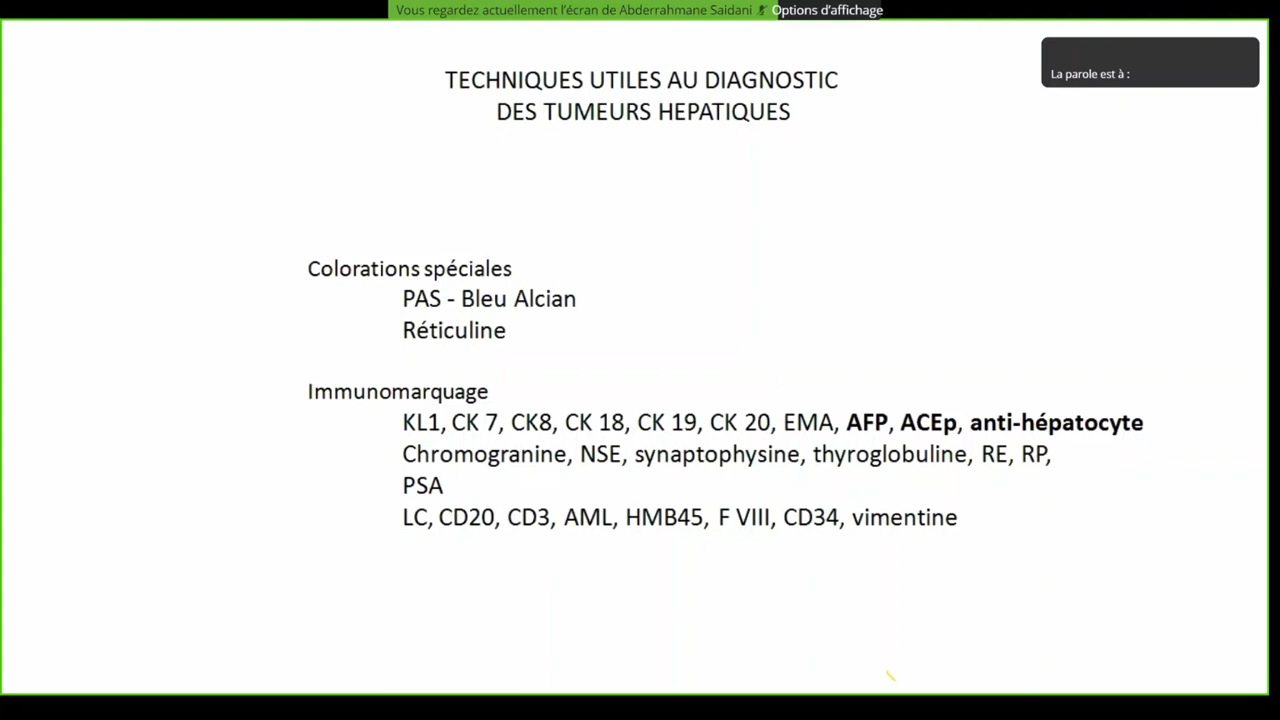 Vous regardez actuellement l'écran de Abderrahmane Saidani Options d'affichage
La parole est à :
TECHNIQUES UTILES AU DIAGNOSTIC
DES TUMEURS HEPATIQUES
Colorations spéciales
PAS - Bleu Alcian
Réticuline
Immunomarquage
KL1, CK 7, CK8, CK 18, CK 19, CK 20, EMA, AFP, ACEp, anti-hépatocyte
Chromogranine, NSE, synaptophysine, thyroglobuline, RE, RP,
PSA
LC, CD20, CD3, AML, HMB45, F VIII, CD34, vimentine